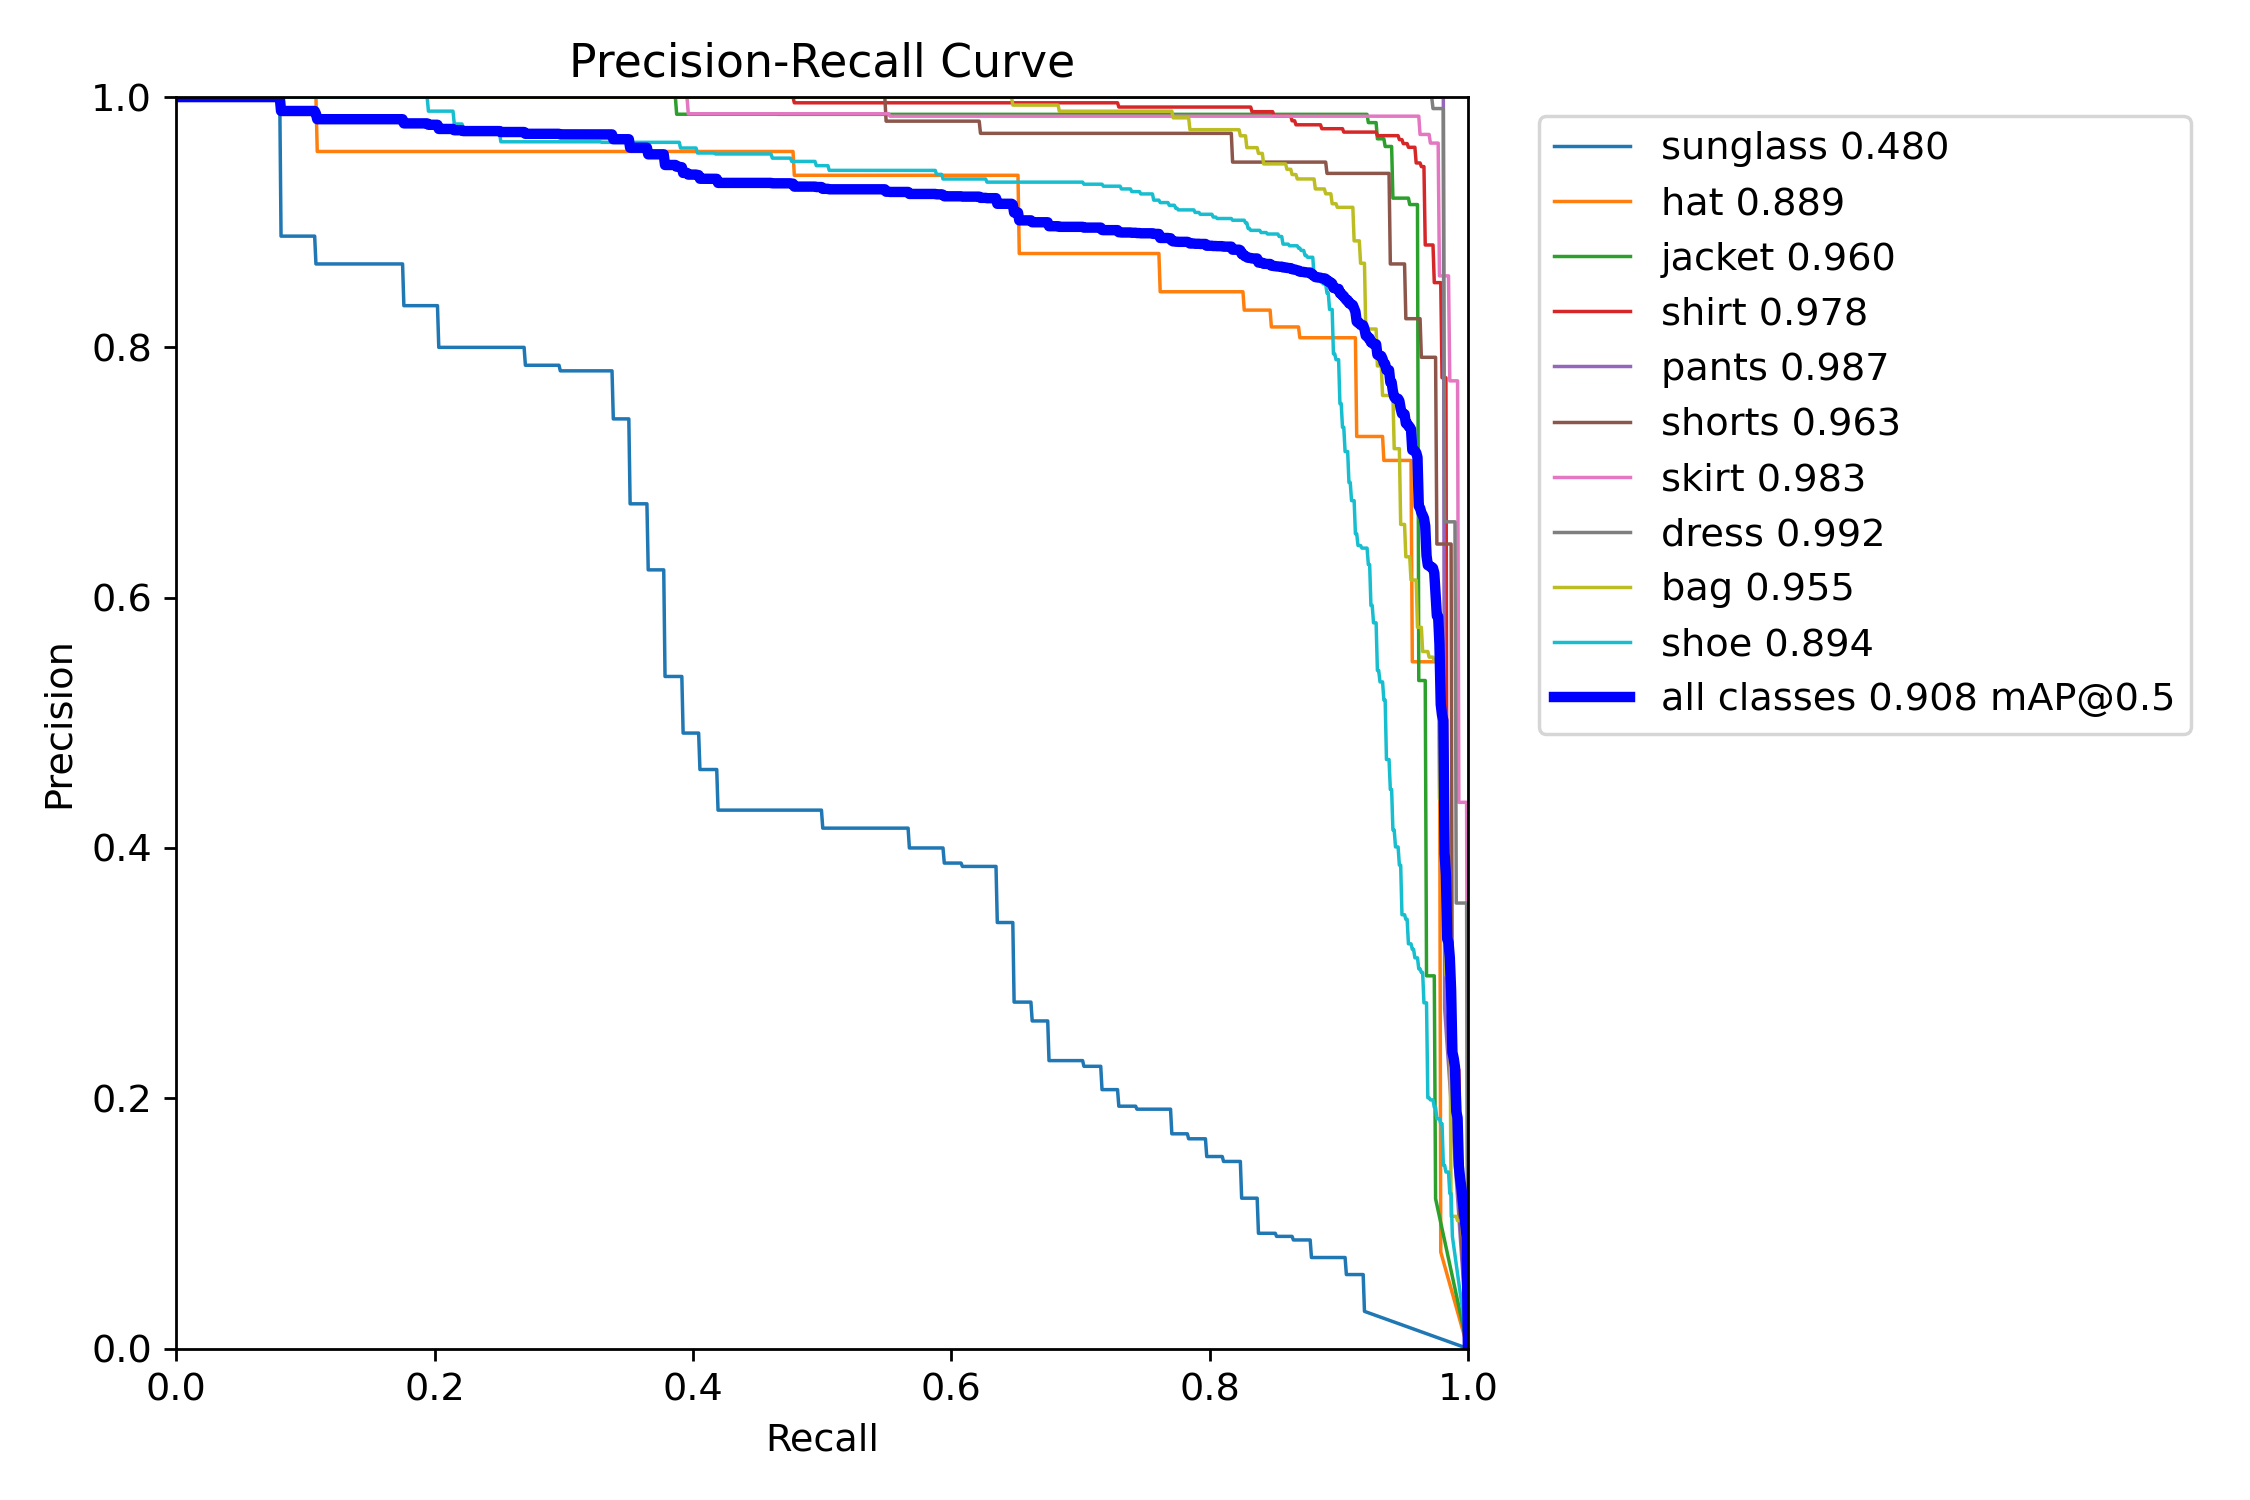 Precision-Recall Curve
1.0
0.8
0.6
0.4
0.2
0.0
Precision
0.0 0.2 0.4 0.6 0.8 1.0
Recall
sunglass 0.480
hat 0.889
jacket 0.960
shirt 0.978
pants 0.987
shorts 0.963
skirt 0.983
dress 0.992
bag 0.955
shoe 0.894
all classes 0.908 mAP@0.5